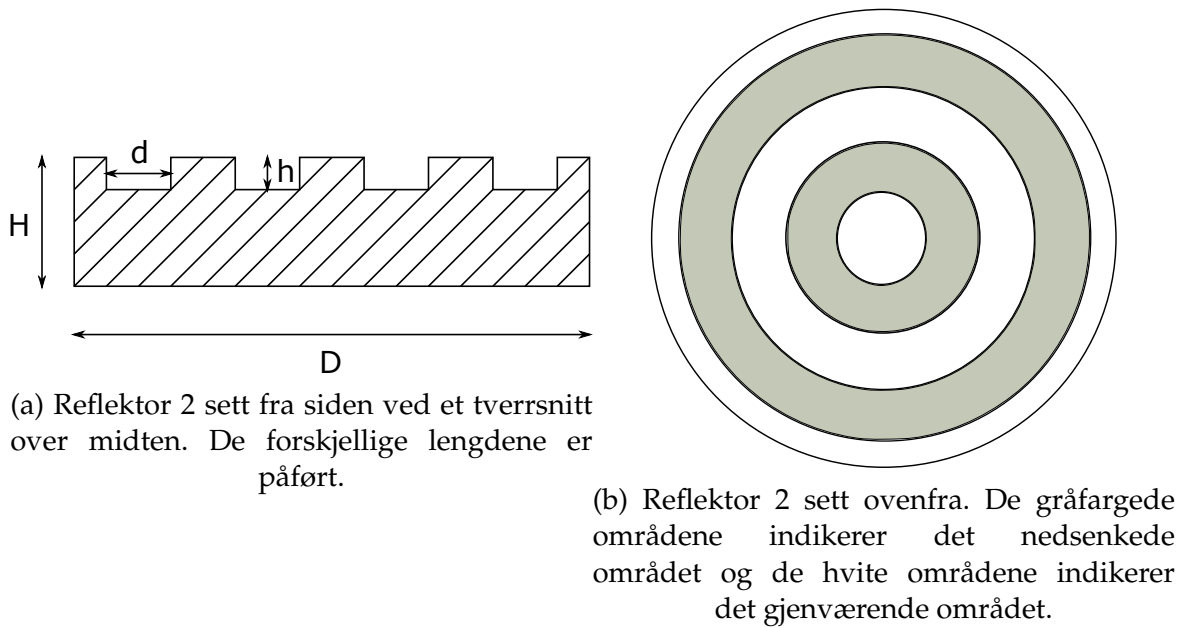 d
h
H
D
(a) Reflektor 2 sett fra siden ved et tverrsnitt
over midten. De forskjellige lengdene er
påført.
(b) Reflektor 2 sett ovenfra. De gråfargede
områdene indikerer det nedsenkede
området og de hvite områdene indikerer
det gjenværende området.